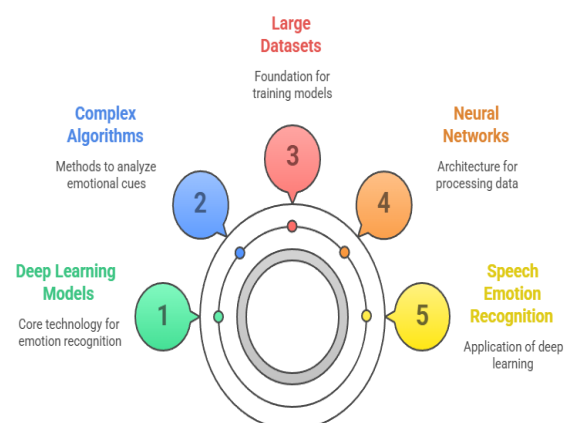 Large
Datasets
Foundation for
training models
Complex
Algorithms
Methods to analyze
emotional cues
Neural
Networks
Architecture for
processing data
3
2
4
Deep Learning
Models
Core technology for
emotion recognition
1
5
Speech
Emotion
Recognition
Application of deep
learning